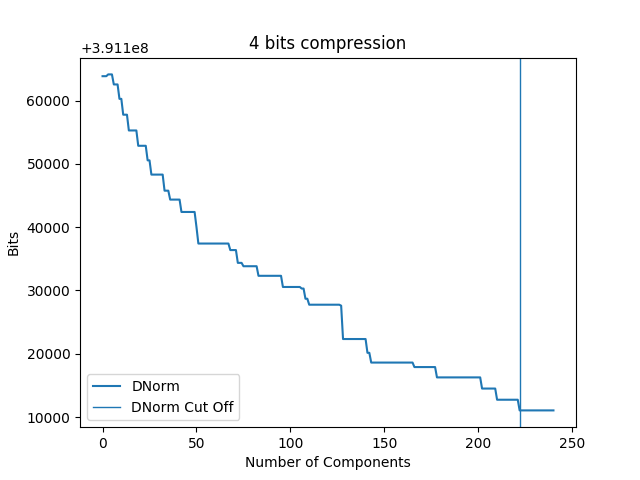 4 bits compression
+3.911e8
60000
50000
40000
30000
20000
10000
Bits
DNorm
DNorm Cut Off
0 50 100 150 200 250
Number of Components